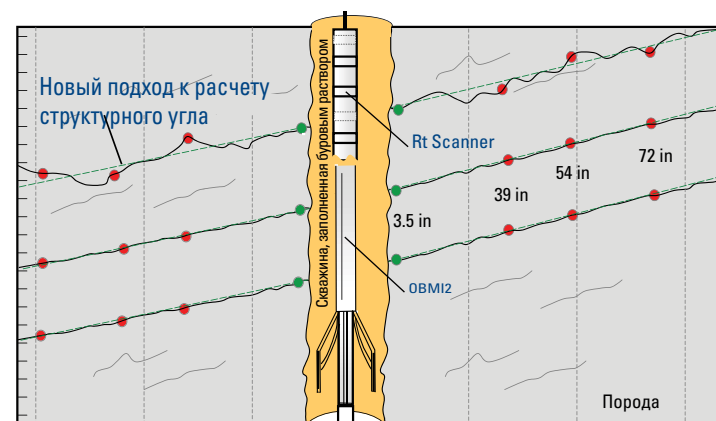 Новый подход к расчету
структурного угла
Скважина, заполненная буровым раствором
Rt Scanner
72 in
54 in
39 in
3.5 in
OBMI2
Порода